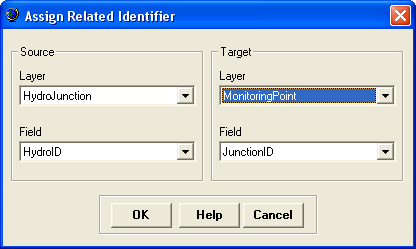 Assign Related Identifier
Source
Layer
HydroJunction
Field
HydroID
Target
Layer
MonitoringPoint
Field
JunctionID
OK
Help
Cancel